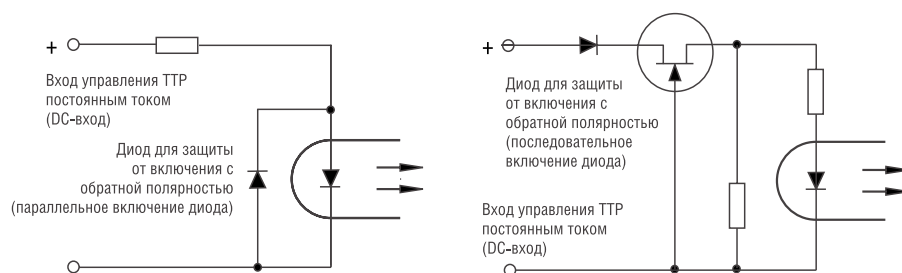 +
Вход управления ТТР
постоянным током
(DC-вход)
Диод для защиты
от включения с
обратной полярностью
(параллельное включение диода)
+
Диод для защиты
от включения с
обратной полярностью
(последовательное
включение диода)
Вход управления ТТР
постоянным током
(DC-вход)